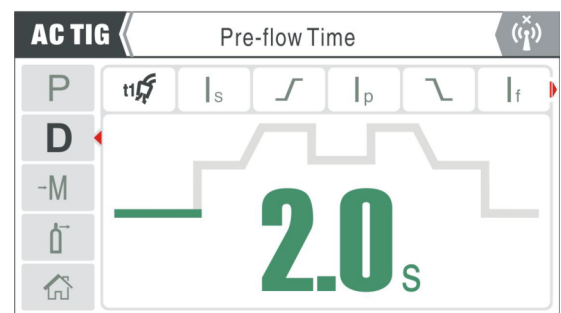 AC TIG Pre-flow Time
P t1 Is Ip If
D
→M
2.0 s